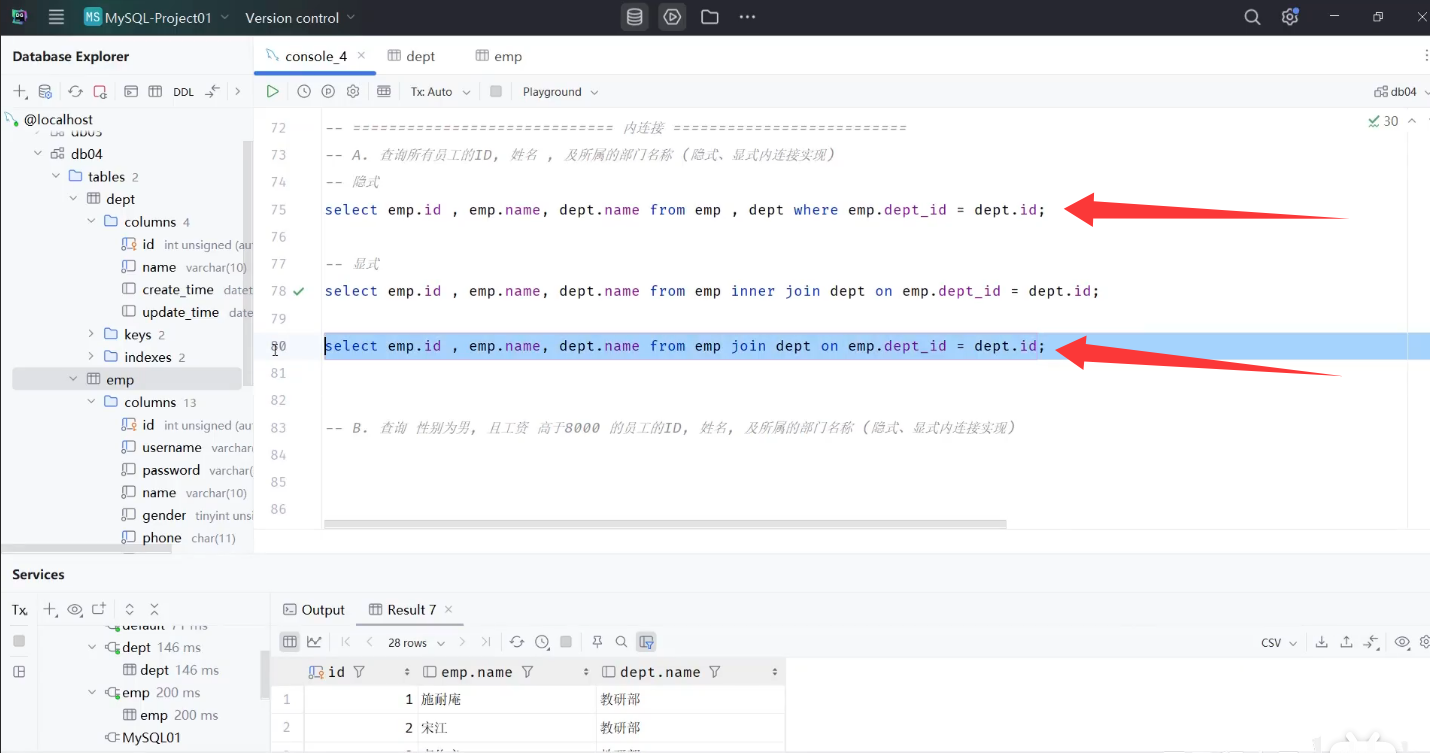 MS MySQL-Project01 Version control
Database Explorer
console_4 dept emp
DDL
Tx: Auto Playground db04
@localhost
db03
db04
tables 2
dept
columns 4
id int unsigned (au
name varchar(10)
create_time datet
update_time date
keys 2
indexes 2
emp
columns 13
id int unsigned (au
username varchar
password varchar(
name varchar(10)
gender tinyint unsi
phone char(11)
30
72 -- ============================= 内连接 ==========================
73 -- A. 查询所有员工的ID, 姓名 , 及所属的部门名称 (隐式、显式内连接实现)
74 -- 隐式
75 select emp.id , emp.name, dept.name from emp , dept where emp.dept_id = dept.id;
76
77 -- 显式
78 select emp.id , emp.name, dept.name from emp inner join dept on emp.dept_id = dept.id;
79
80 select emp.id , emp.name, dept.name from emp join dept on emp.dept_id = dept.id;
81
82
83 -- B. 查询 性别为男, 且工资 高于8000 的员工的ID, 姓名, 及所属的部门名称 (隐式、显式内连接实现)
84
85
86
Services
Tx
default 71 ms
dept 146 ms
dept 146 ms
emp 200 ms
emp 200 ms
MySQL01
Output Result 7
28 rows CSV
id emp.name dept.name
1 1 施耐庵 教研部
2 2 宋江 教研部